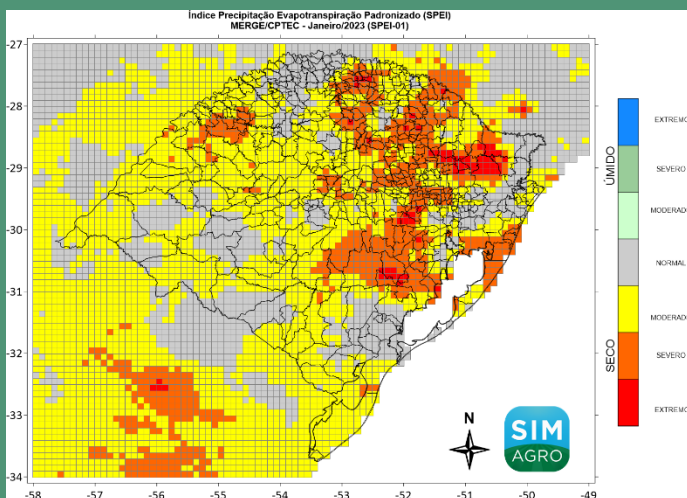 Índice Precipitação Evapotranspiração Padronizado (SPEI)
MERGE/CPTEC - Janeiro/2023 (SPEI-01)
-27
-28
-29
-30
-31
-32
-33
-34
-58
-57
-56
-55
-54
-53
-52
-51
-50
-49
N
SIM
AGRO
ÚMIDO
SECO
EXTREMO
SEVERO
MODERADO
NORMAL
MODERADO
SEVERO
EXTREMO